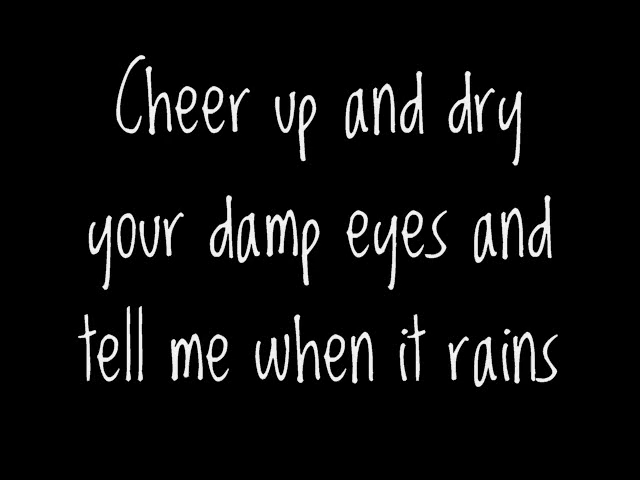 Cheer up and dry
your damp eyes and
tell me when it rains